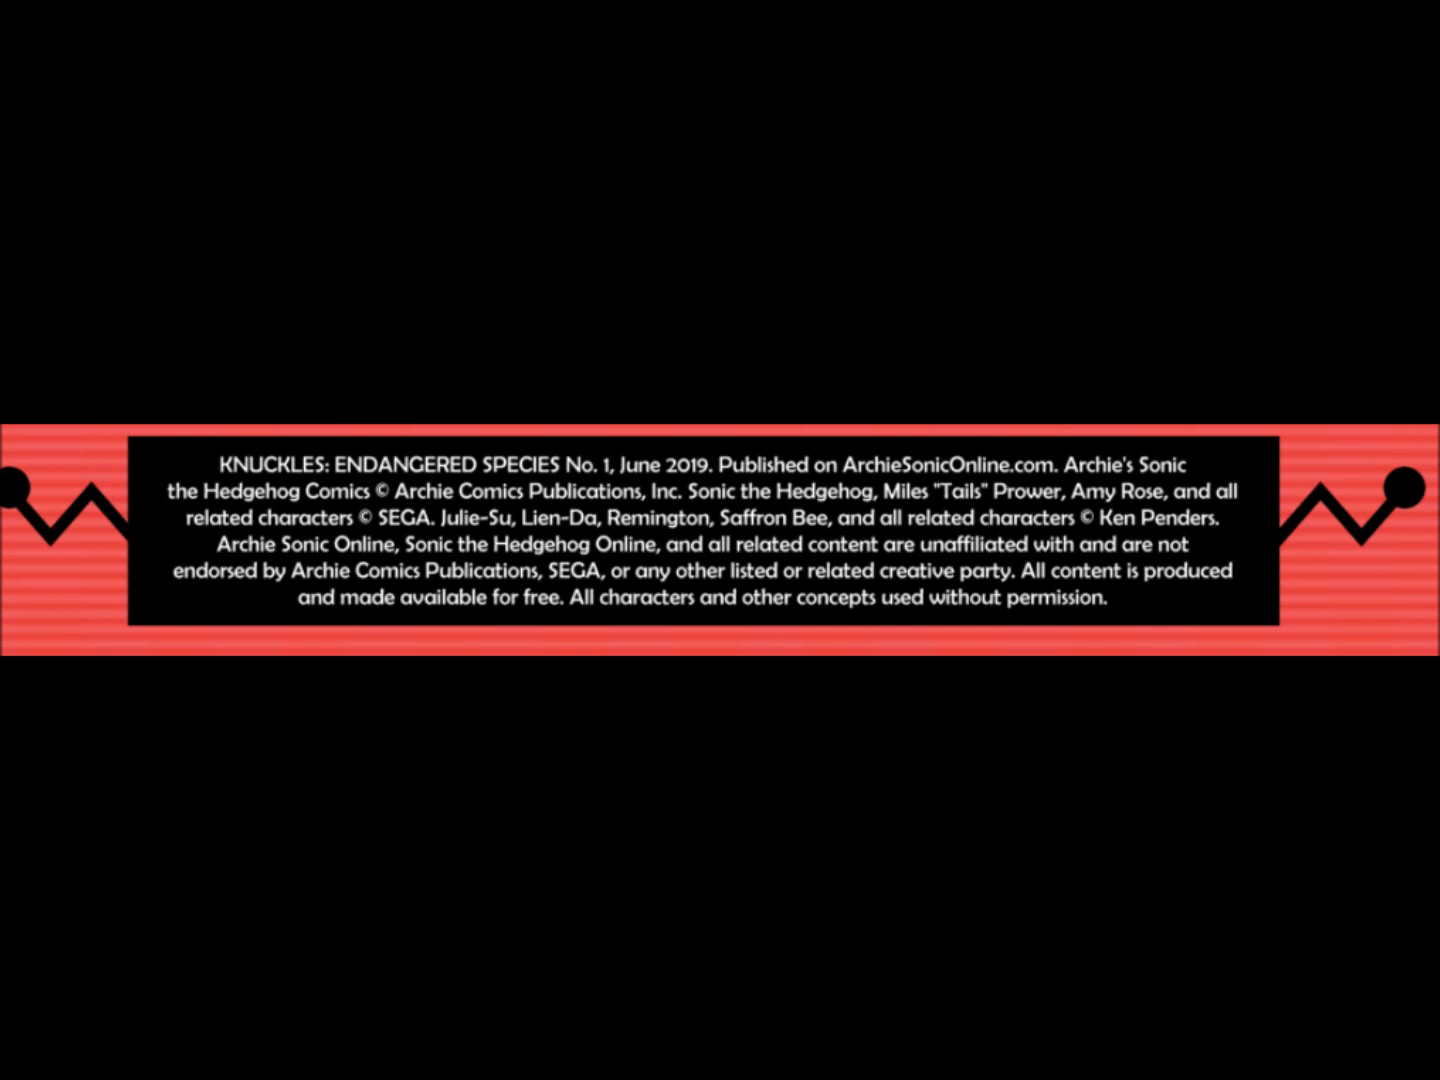 KNUCKLES: ENDANGERED SPECIES No. 1, June 2019. Published on ArchieSonicOnline.com. Archie's Sonic
the Hedgehog Comics © Archie Comics Publications, Inc. Sonic the Hedgehog, Miles "Tails" Prower, Amy Rose, and all
related characters © SEGA. Julie-Su, Lien-Da, Remington, Saffron Bee, and all related characters © Ken Penders.
Archie Sonic Online, Sonic the Hedgehog Online, and all related content are unaffiliated with and are not
endorsed by Archie Comics Publications, SEGA, or any other listed or related creative party. All content is produced
and made available for free. All characters and other concepts used without permission.